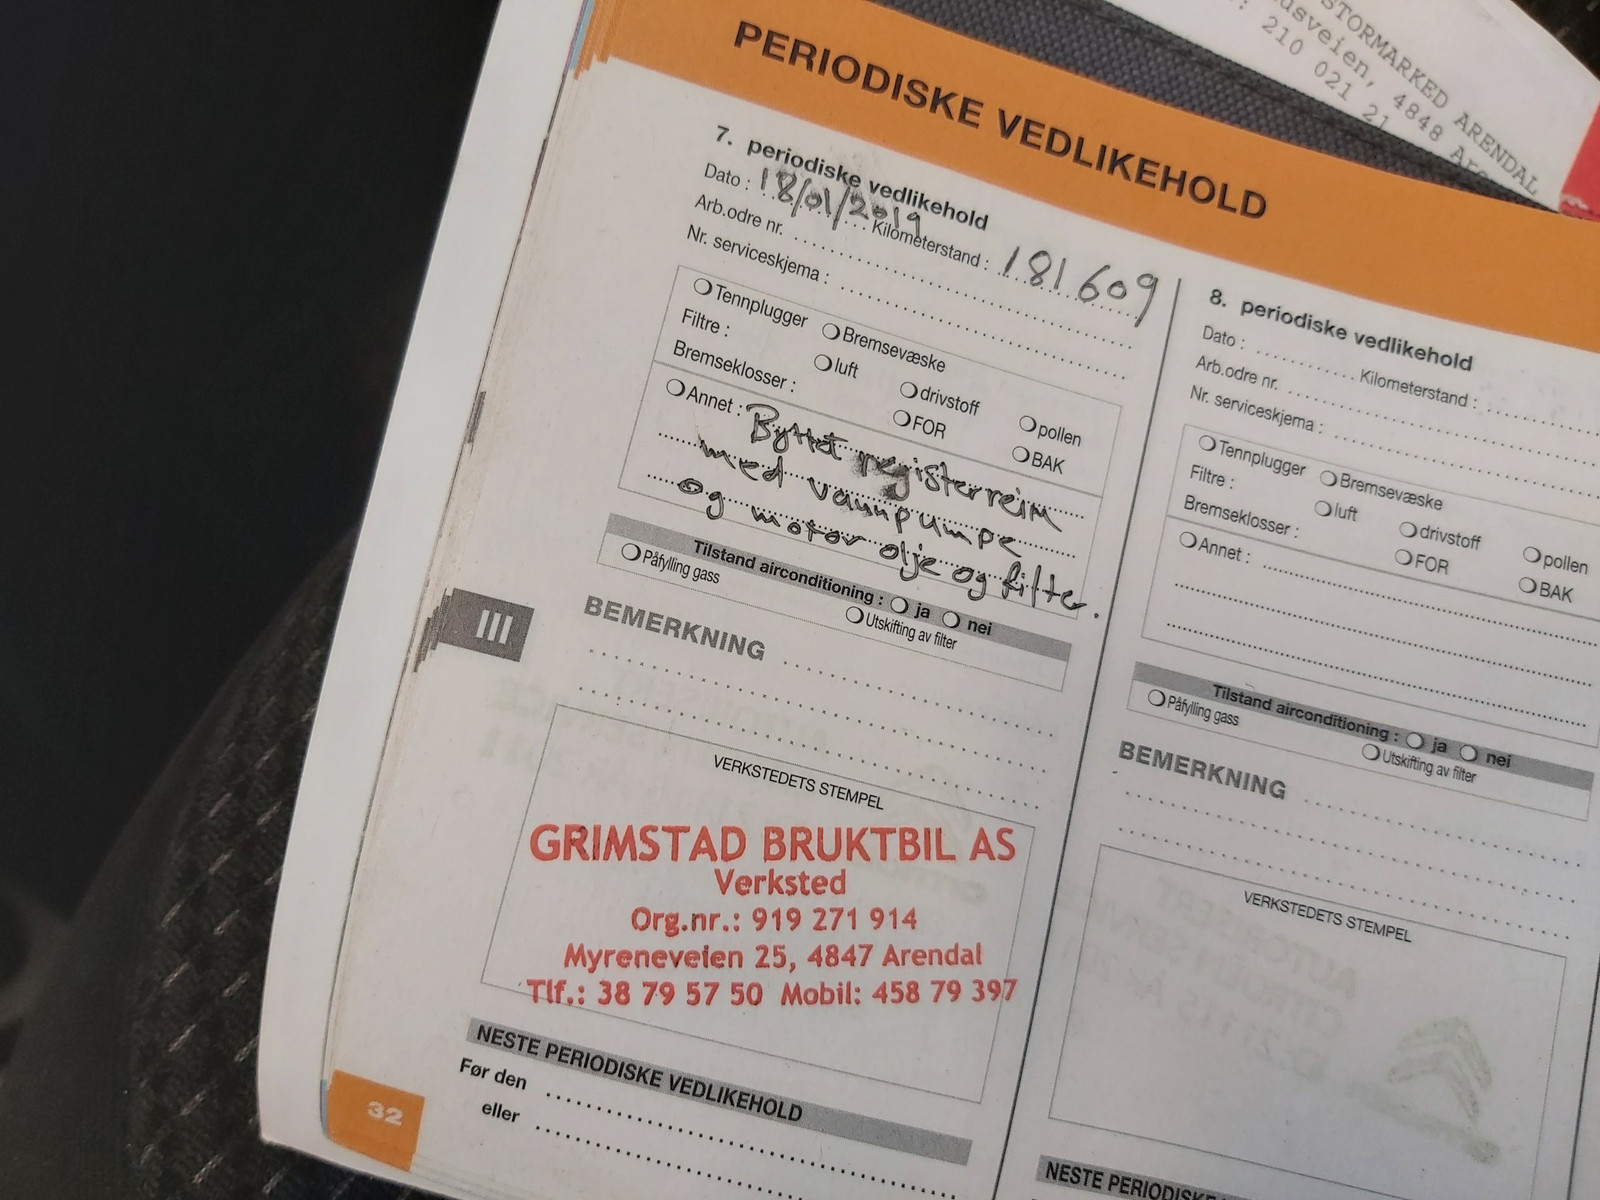 STORMARKED ARENDAL
usveien, 4848
210 021 21
PERIODISKE VEDLIKEHOLD
7. periodiske vedlikehold
Dato : 18/01/2019 Kilometerstand : 181609
Arb.odre nr.
Nr. serviceskjema :
Tennplugger Bremsevæske
Filtre : luft drivstoff pollen
Bremseklosser : FOR BAK
Annet : Byttet registerreim
med vannpumpe
og motor olje og filter.
Tilstand airconditioning : ja nei
Påfylling gass Utskifting av filter
III
BEMERKNING
VERKSTEDETS STEMPEL
GRIMSTAD BRUKTBIL AS
Verksted
Org.nr.: 919 271 914
Myreneveien 25, 4847 Arendal
Tlf.: 38 79 57 50 Mobil: 458 79 397
NESTE PERIODISKE VEDLIKEHOLD
Før den
eller
32
8. periodiske vedlikehold
Dato : Kilometerstand :
Arb.odre nr.
Nr. serviceskjema :
Tennplugger Bremsevæske
Filtre : luft drivstoff pollen
Bremseklosser : FOR BAK
Annet :
Tilstand airconditioning : ja nei
Påfylling gass Utskifting av filter
BEMERKNING
VERKSTEDETS STEMPEL
NESTE PERIODISKE